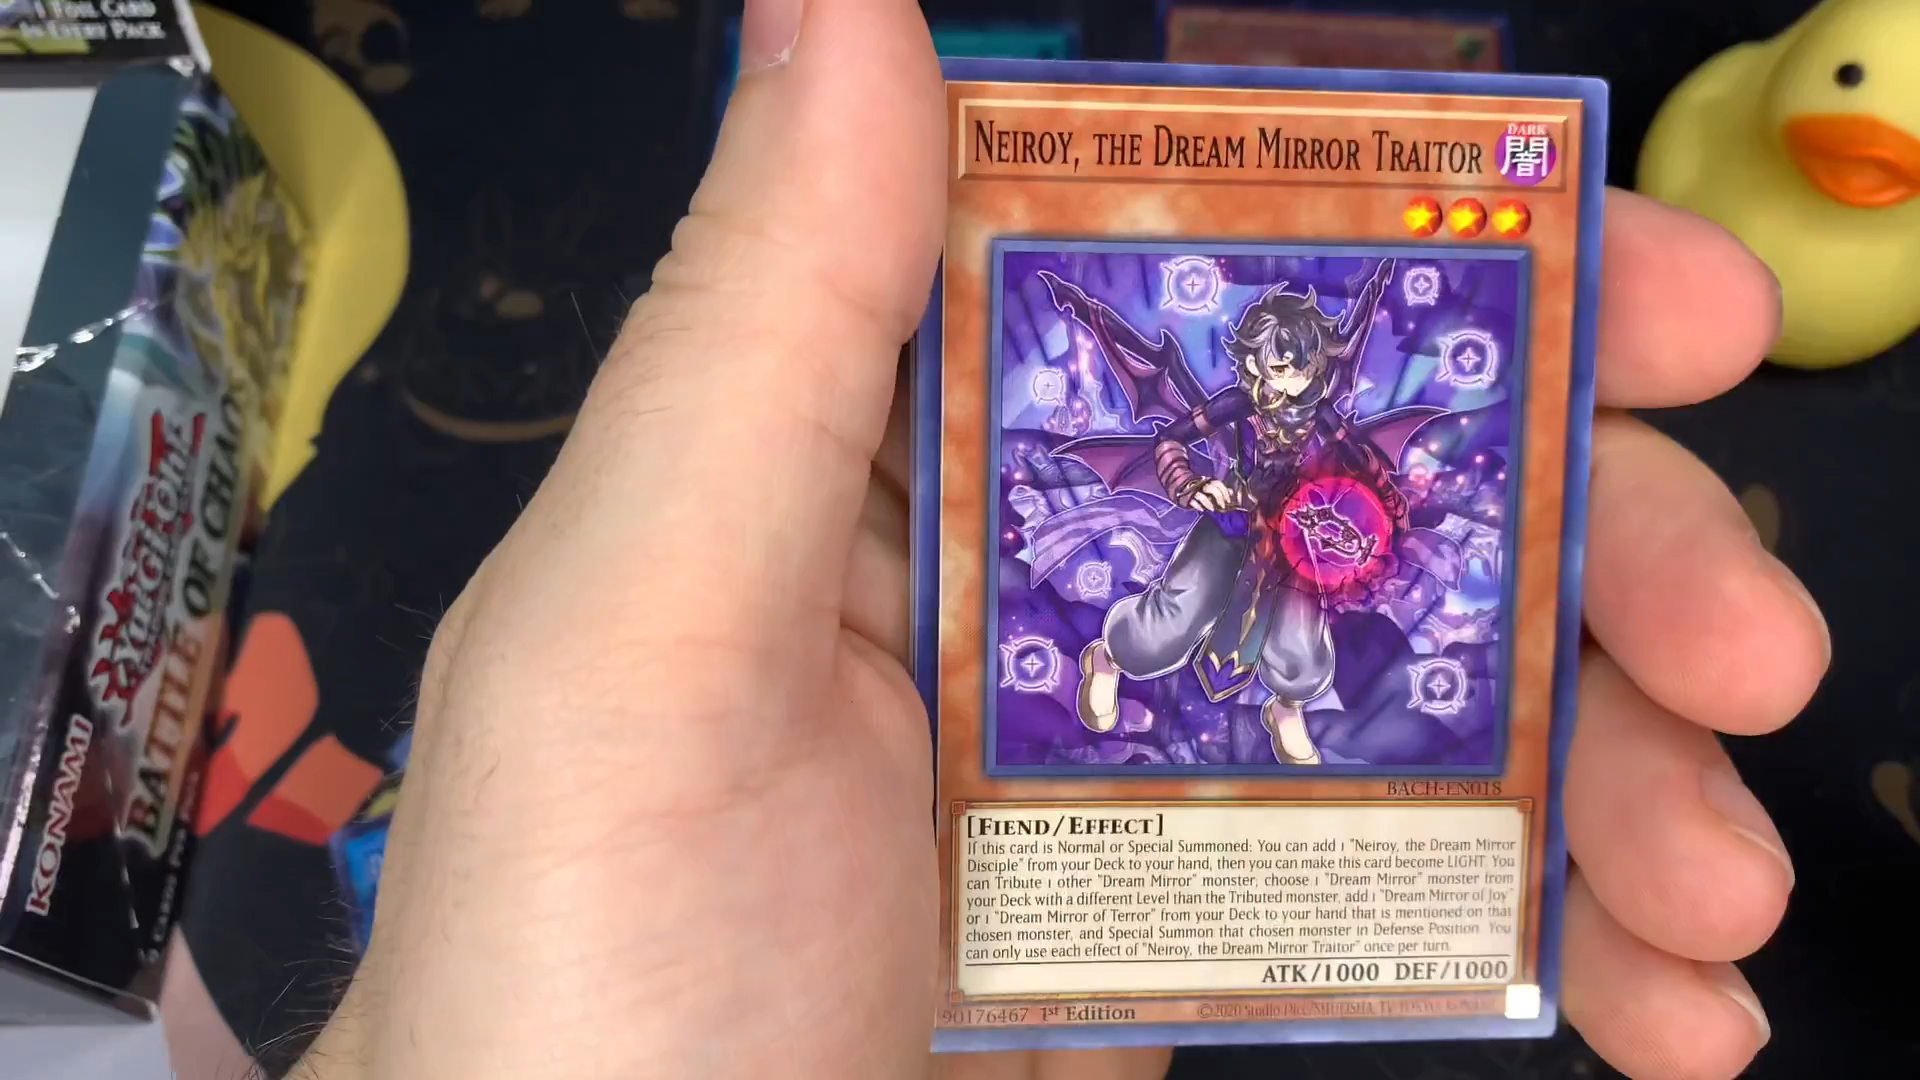 1 FOIL CARD
IN EVERY PACK
KONAMI
Yu-Gi-Oh!
BATTLE OF CHAOS
NEIROY, THE DREAM MIRROR TRAITOR
DARK
闇
BACH-EN018
[FIEND/EFFECT]
If this card is Normal or Special Summoned: You can add 1 "Neiroy, the Dream Mirror
Disciple" from your Deck to your hand, then you can make this card become LIGHT. You
can Tribute 1 other "Dream Mirror" monster, choose 1 "Dream Mirror" monster from
your Deck with a different Level than the Tributed monster, add 1 "Dream Mirror of Joy"
or 1 "Dream Mirror of Terror" from your Deck to your hand that is mentioned on that
chosen monster, and Special Summon that chosen monster in Defense Position. You
can only use each effect of "Neiroy, the Dream Mirror Traitor" once per turn.
ATK/1000 DEF/1000
90176467 1st Edition
©2020 Studio Dice/SHUEISHA, TV TOKYO, KONAMI